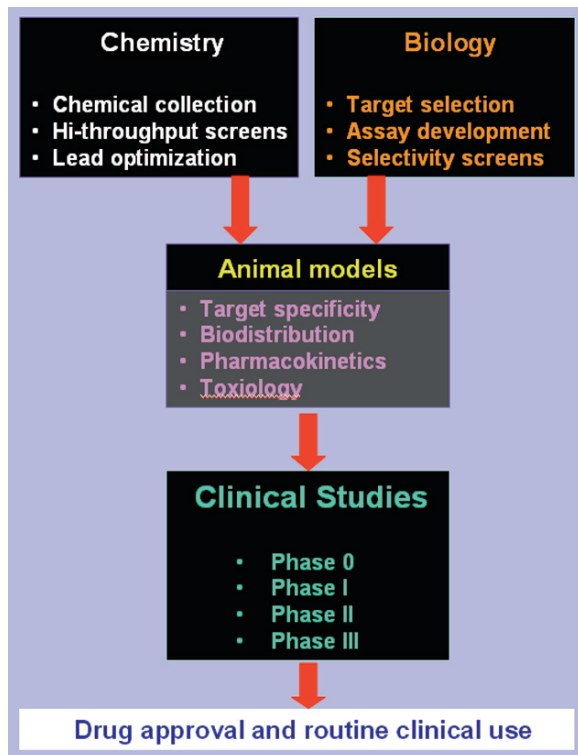 Chemistry
• Chemical collection
• Hi-throughput screens
• Lead optimization
Biology
• Target selection
• Assay development
• Selectivity screens
Animal models
• Target specificity
• Biodistribution
• Pharmacokinetics
• Toxiology
Clinical Studies
• Phase 0
• Phase I
• Phase II
• Phase III
Drug approval and routine clinical use